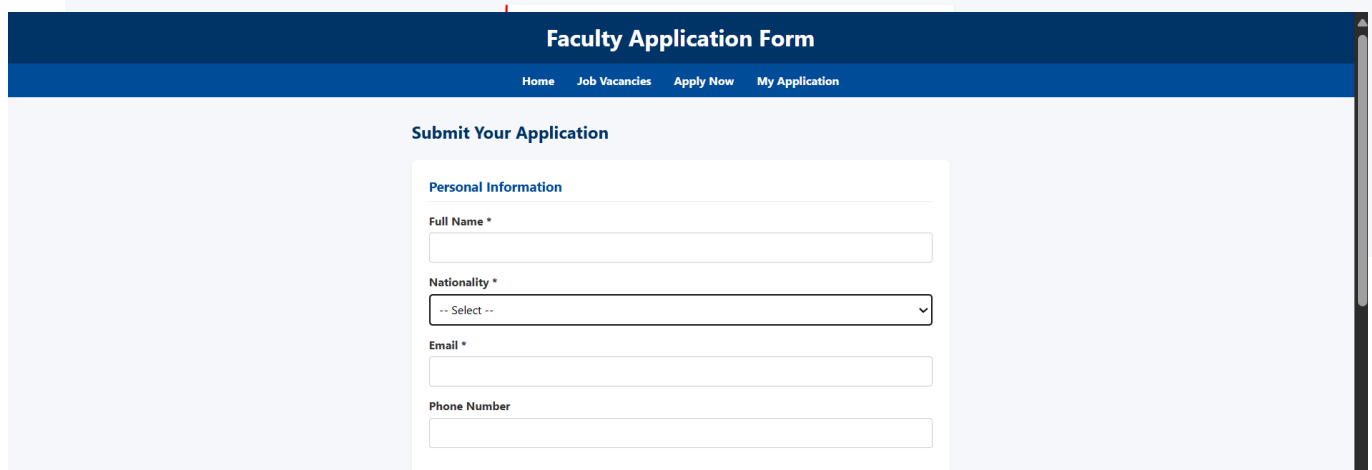 Faculty Application Form
Home Job Vacancies Apply Now My Application
Submit Your Application
Personal Information
Full Name *
Nationality *
-- Select --
Email *
Phone Number